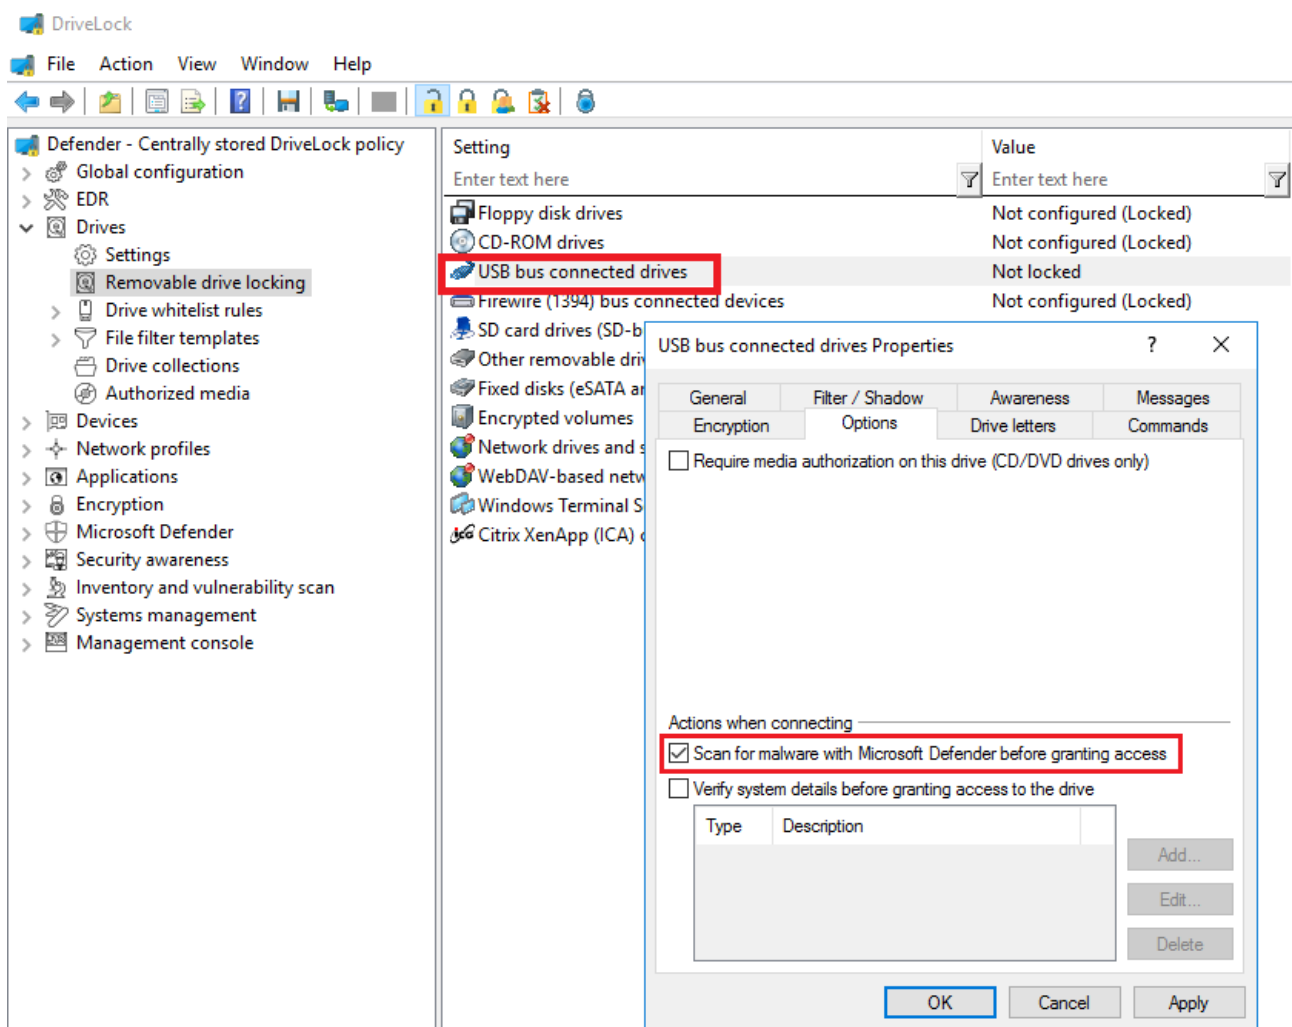 DriveLock
File Action View Window Help
Defender - Centrally stored DriveLock policy
Global configuration
EDR
Drives
Settings
Removable drive locking
Drive whitelist rules
File filter templates
Drive collections
Authorized media
Devices
Network profiles
Applications
Encryption
Microsoft Defender
Security awareness
Inventory and vulnerability scan
Systems management
Management console
Setting Value
Enter text here Enter text here
Floppy disk drives Not configured (Locked)
CD-ROM drives Not configured (Locked)
USB bus connected drives Not locked
Firewire (1394) bus connected devices Not configured (Locked)
SD card drives (SD-b
Other removable driv
Fixed disks (eSATA ar
Encrypted volumes
Network drives and s
WebDAV-based netw
Windows Terminal S
Citrix XenApp (ICA) c
USB bus connected drives Properties ?
General Filter / Shadow Awareness Messages
Encryption Options Drive letters Commands
Require media authorization on this drive (CD/DVD drives only)
Actions when connecting
Scan for malware with Microsoft Defender before granting access
Verify system details before granting access to the drive
Type Description
Add...
Edit...
Delete
OK Cancel Apply